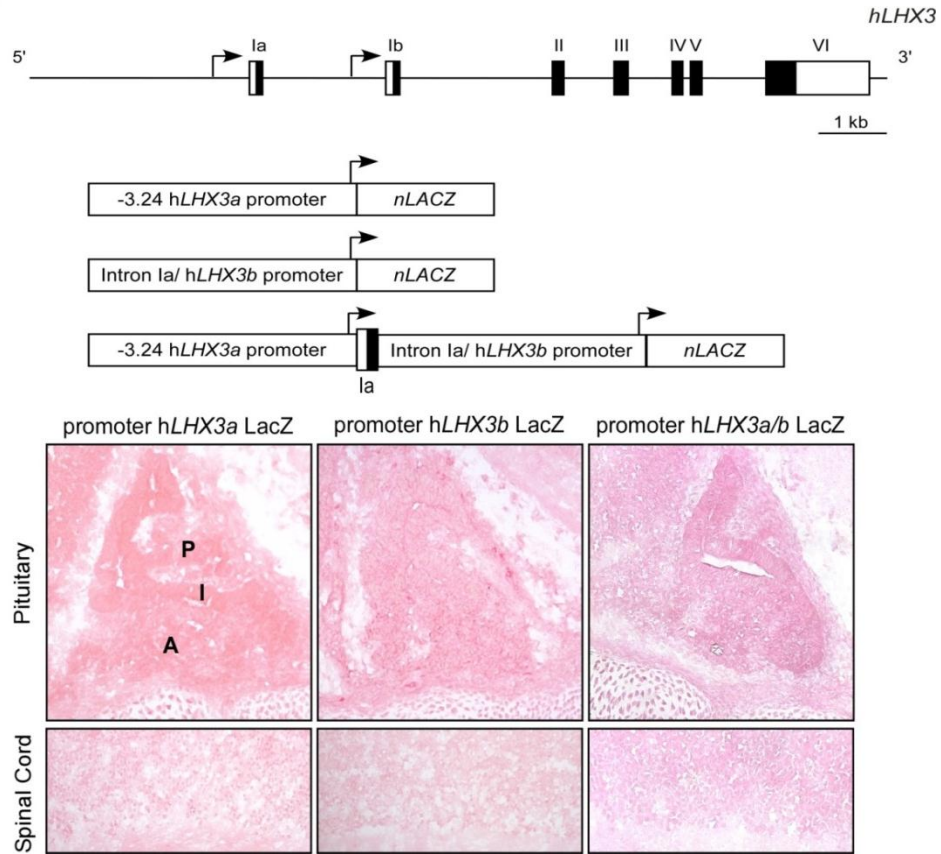 hLHX3
5'
Ia
Ib
II
III
IV
V
VI
3'
1 kb
-3.24 hLHX3a promoter
nLACZ
Intron Ia/ hLHX3b promoter
nLACZ
-3.24 hLHX3a promoter
Ia
Intron Ia/ hLHX3b promoter
nLACZ
promoter hLHX3a LacZ
promoter hLHX3b LacZ
promoter hLHX3a/b LacZ
Pituitary
P
I
A
Spinal Cord